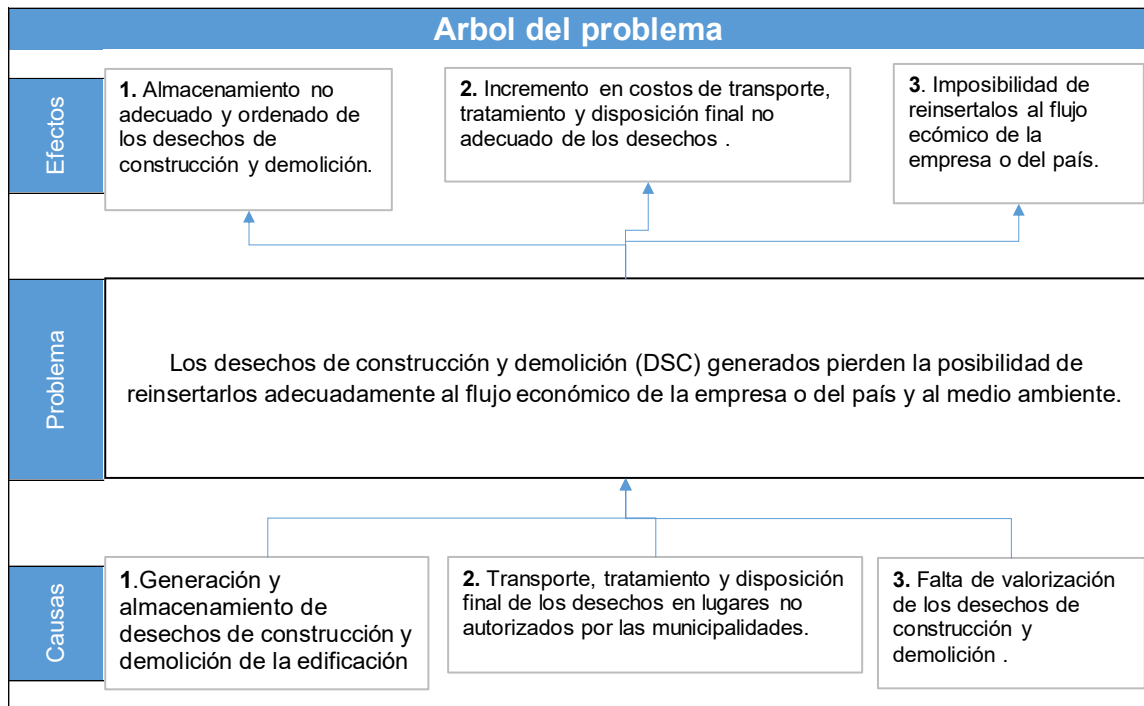 Arbol del problema
Efectos
1. Almacenamiento no
adecuado y ordenado de
los desechos de
construcción y demolición.
2. Incremento en costos de transporte,
tratamiento y disposición final no
adecuado de los desechos .
3. Imposibilidad de
reinsertalos al flujo
ecómico de la
empresa o del país.
Problema
Los desechos de construcción y demolición (DSC) generados pierden la posibilidad de
reinsertarlos adecuadamente al flujo económico de la empresa o del país y al medio ambiente.
Causas
1.Generación y
almacenamiento de
desechos de construcción y
demolición de la edificación
2. Transporte, tratamiento y disposición
final de los desechos en lugares no
autorizados por las municipalidades.
3. Falta de valorización
de los desechos de
construcción y
demolición .